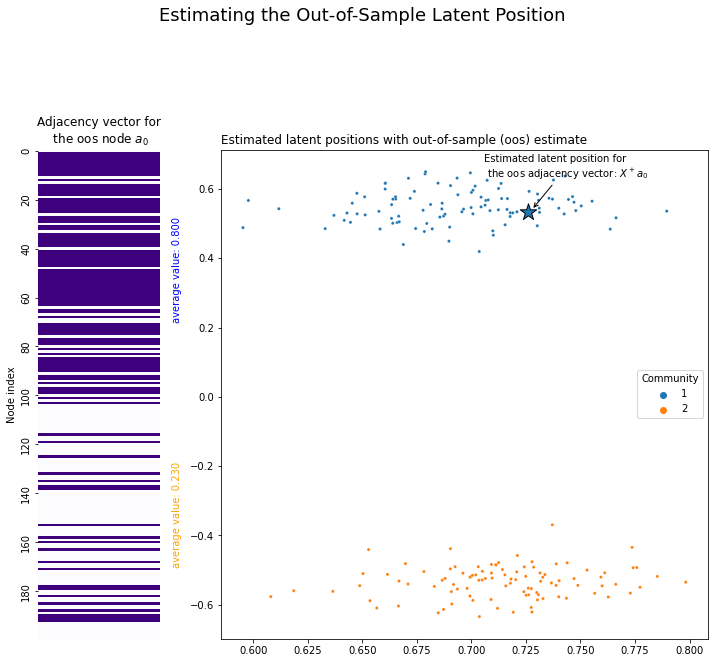 Estimating the Out-of-Sample Latent Position
Adjacency vector for
the oos node a₀
Node index
0
20
40
60
80
100
120
140
160
180
average value: 0.800
average value: 0.230
Estimated latent positions with out-of-sample (oos) estimate
Estimated latent position for
the oos adjacency vector: X⁺a₀
0.6
0.4
0.2
0.0
−0.2
−0.4
−0.6
Community
1
2
0.600 0.625 0.650 0.675 0.700 0.725 0.750 0.775 0.800